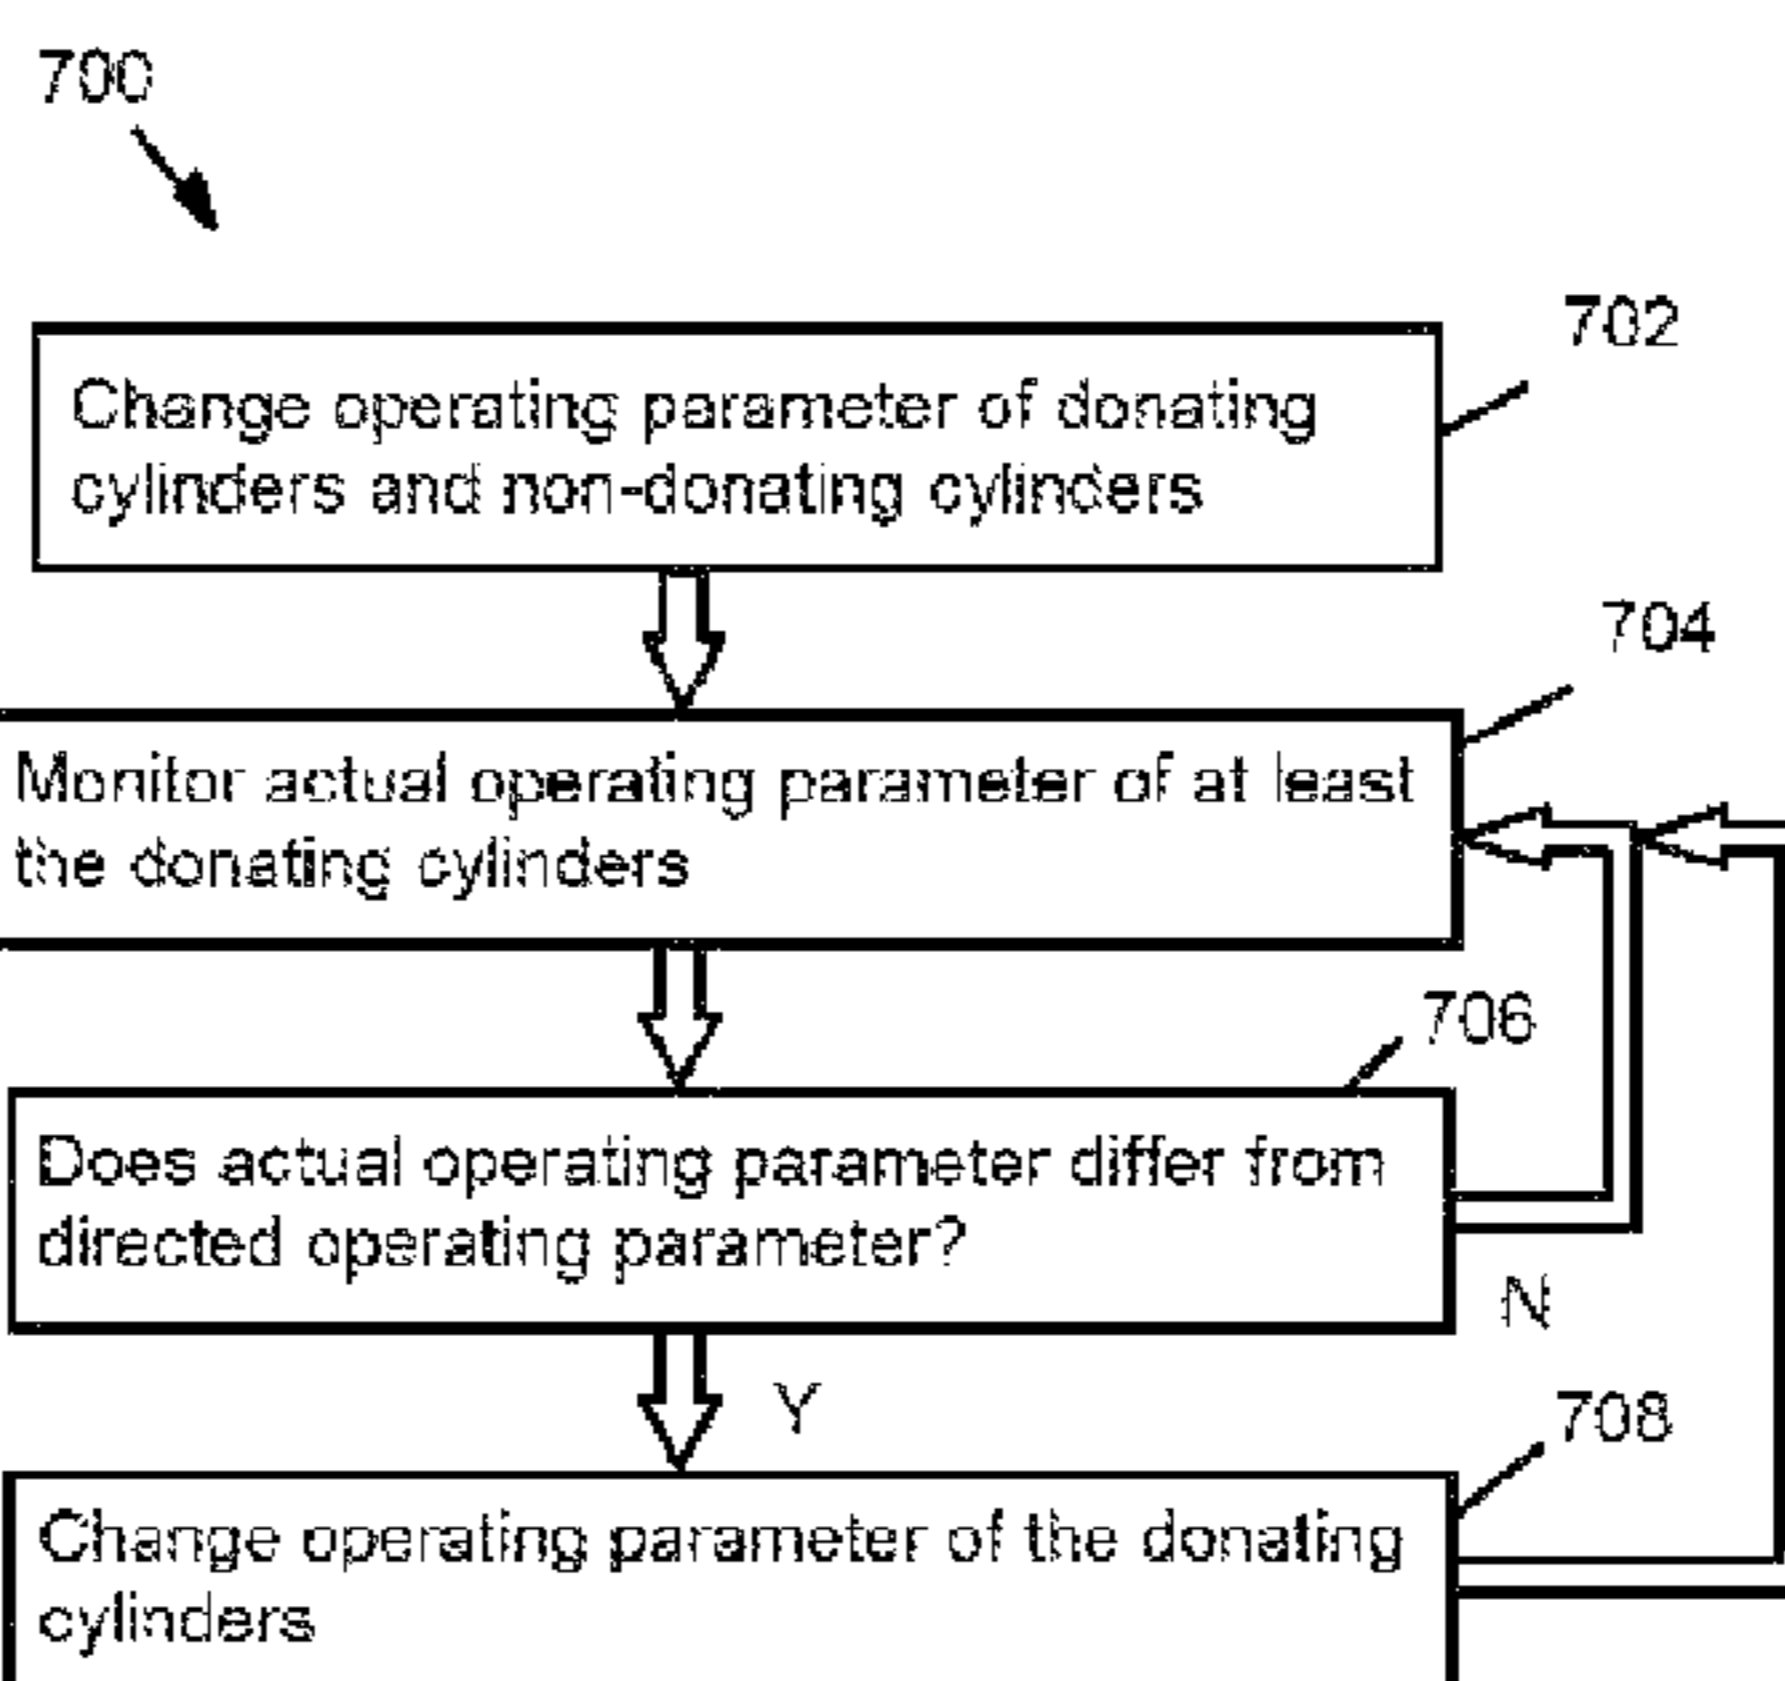 700
702
Change operating parameter of donating
cylinders and non-donating cylinders
704
Monitor actual operating parameter of at least
the donating cylinders
706
Does actual operating parameter differ from
directed operating parameter?
N
Y
708
Change operating parameter of the donating
cylinders